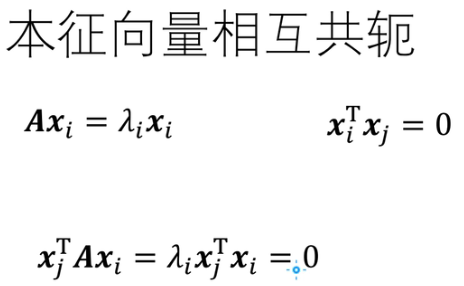 本征向量相互共轭
𝑨𝒙ᵢ = λᵢ𝒙ᵢ
𝒙ᵢᵀ𝒙ⱼ = 0
𝒙ⱼᵀ𝑨𝒙ᵢ = λᵢ𝒙ⱼᵀ𝒙ᵢ = 0